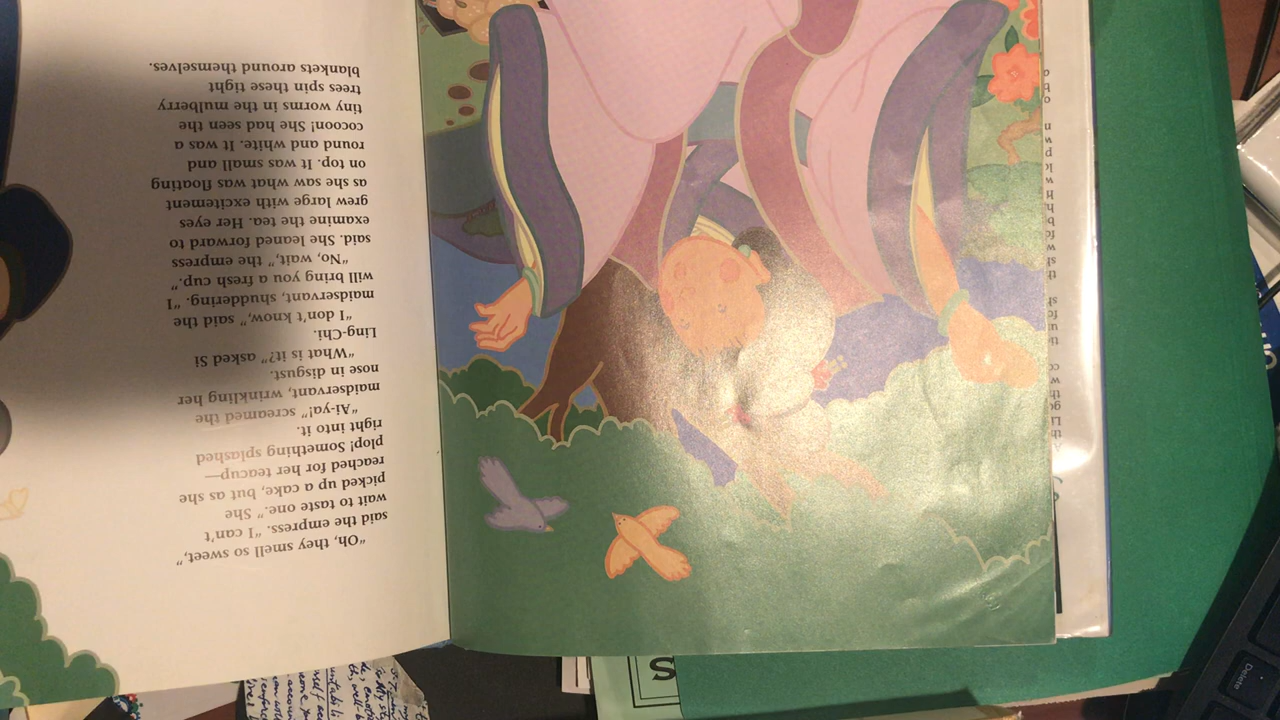 "Oh, they smell so sweet,"
said the empress. "I can't
wait to taste one." She
picked up a cake, but as she
reached for her teacup—
plop! Something splashed
right into it.
"Ai-ya!" screamed the
maidservant, wrinkling her
nose in disgust.
"What is it?" asked Si
Ling-Chi.
"I don't know," said the
maidservant, shuddering. "I
will bring you a fresh cup."
"No, wait," the empress
said. She leaned forward to
examine the tea. Her eyes
grew large with excitement
as she saw what was floating
on top. It was small and
round and white. It was a
cocoon! She had seen the
tiny worms in the mulberry
trees spin these tight
blankets around themselves.
Delete